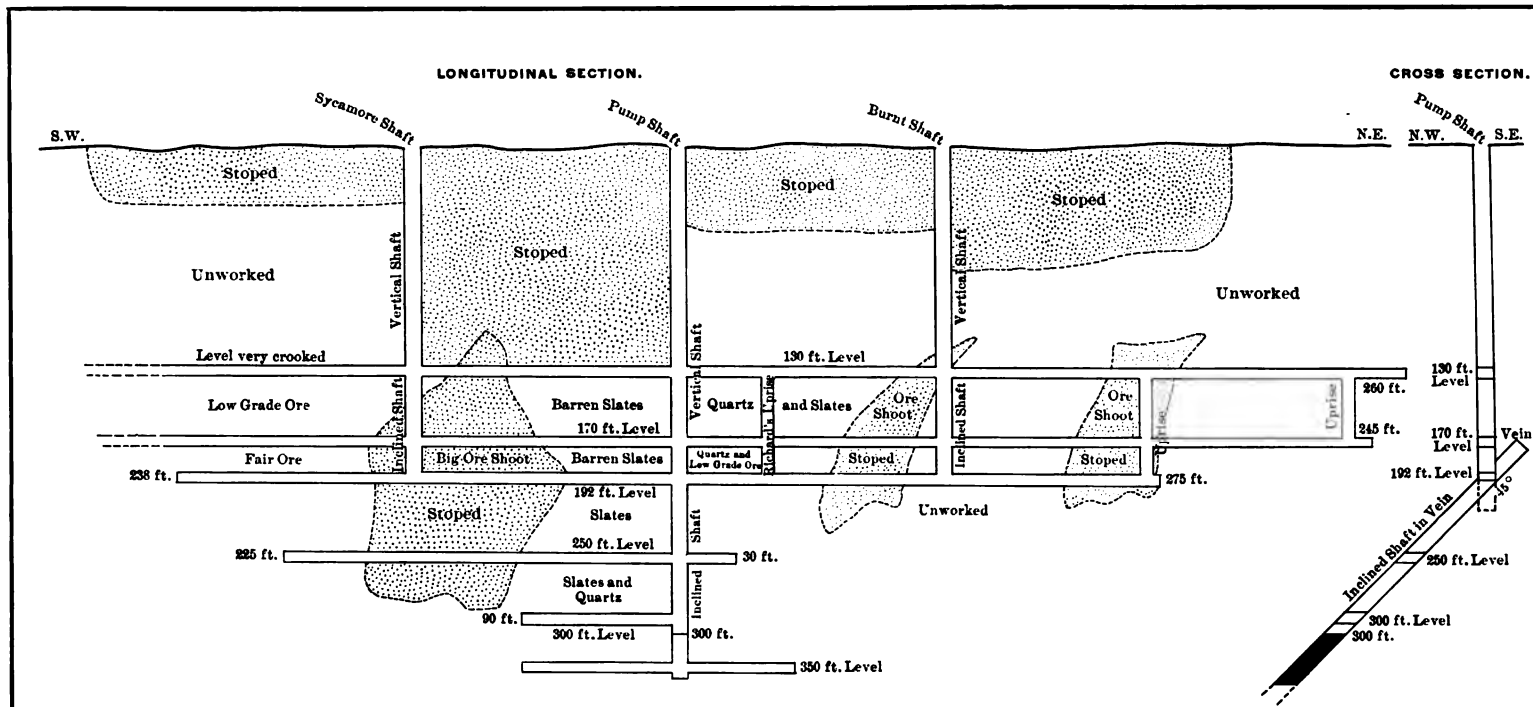 LONGITUDINAL SECTION.
CROSS SECTION.
Sycamore Shaft
Pump Shaft
Burnt Shaft
Pump Shaft
S.W.
N.E.
N.W.
S.E.
Stoped
Stoped
Stoped
Stoped
Unworked
Vertical Shaft
Vertical Shaft
Unworked
Level very crooked
Vertical Shaft
130 ft. Level
130 ft.
Level
260 ft.
Low Grade Ore
Inclined Shaft
Barren Slates
Quartz
Richard's Uprise
and Slates
Ore
Shoot
Inclined Shaft
Ore
Shoot
Uprise
Uprise
170 ft. Level
245 ft.
170 ft.
Level
Vein
Fair Ore
Big Ore Shoot
Barren Slates
Quartz and
Low Grade Ore
Stoped
Stoped
238 ft.
275 ft.
192 ft. Level
192 ft. Level
45°
Stoped
Slates
Shaft
Unworked
Inclined Shaft in Vein
250 ft. Level
225 ft.
30 ft.
250 ft. Level
Slates and
Quartz
Inclined
90 ft.
300 ft. Level
300 ft.
300 ft. Level
300 ft.
350 ft. Level